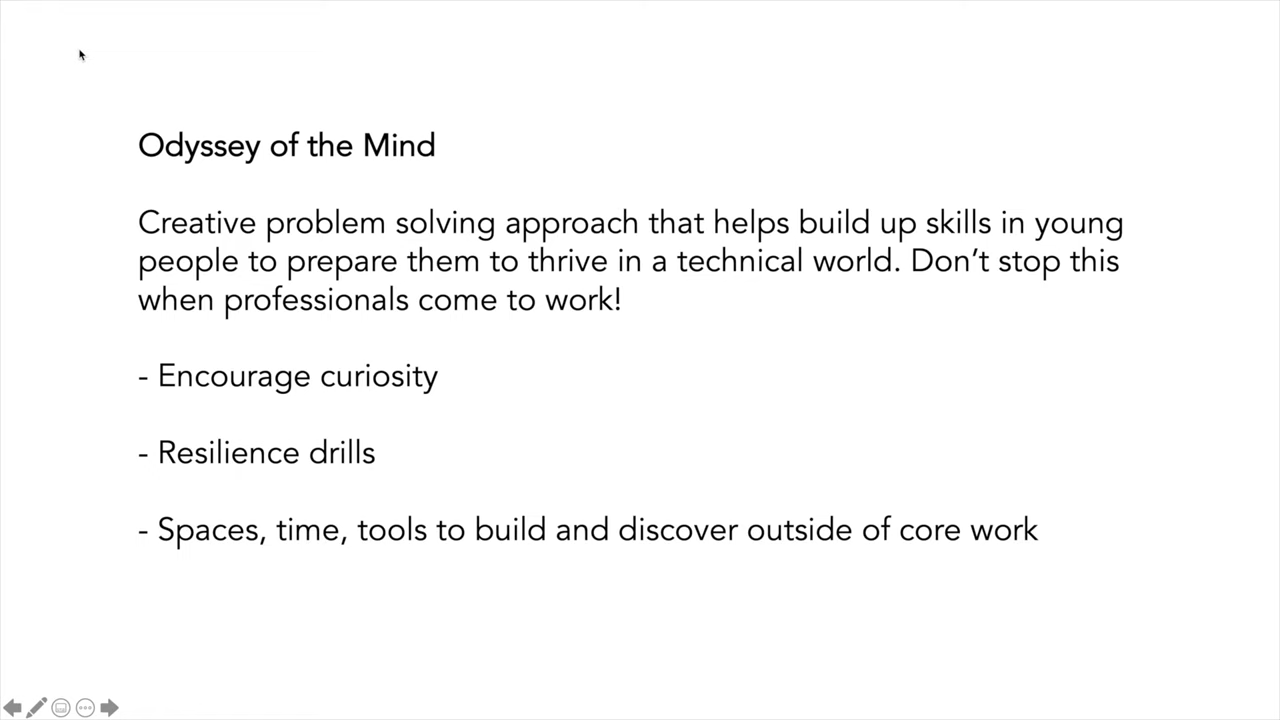 Odyssey of the Mind
Creative problem solving approach that helps build up skills in young
people to prepare them to thrive in a technical world. Don’t stop this
when professionals come to work!
- Encourage curiosity
- Resilience drills
- Spaces, time, tools to build and discover outside of core work